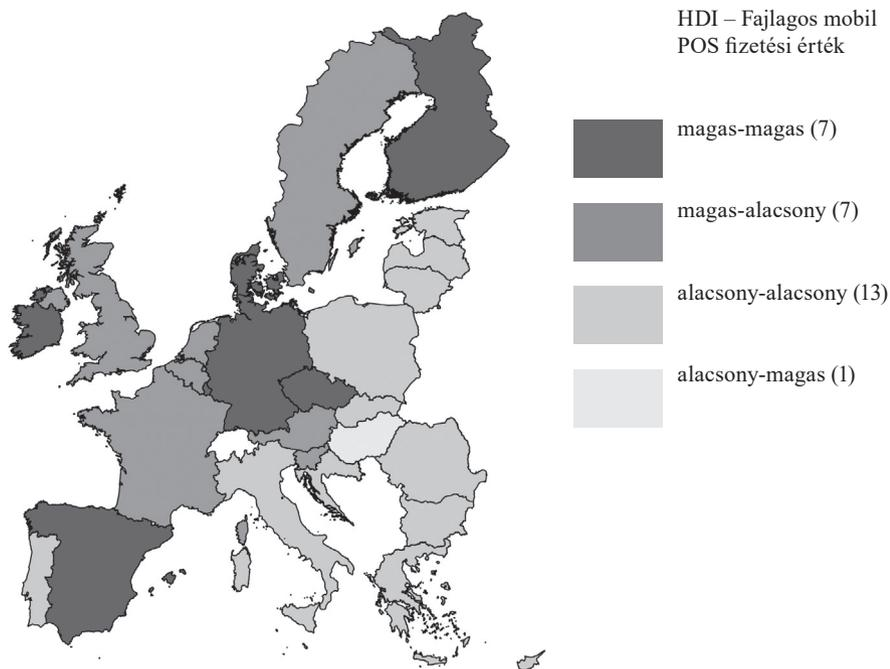 HDI – Fajlagos mobil
POS fizetési érték
magas-magas (7)
magas-alacsony (7)
alacsony-alacsony (13)
alacsony-magas (1)